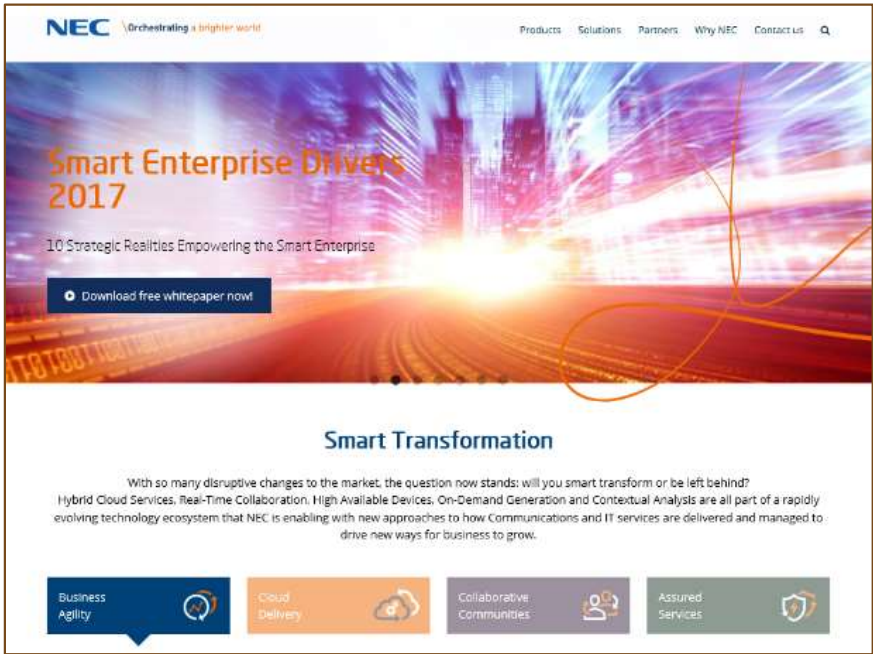 NEC \Orchestrating a brighter world
Products Solutions Partners Why NEC Contact us
Smart Enterprise Drivers
2017
10 Strategic Realities Empowering the Smart Enterprise
Download free whitepaper now!
Smart Transformation
With so many disruptive changes to the market, the question now stands: will you smart transform or be left behind?
Hybrid Cloud Services, Real-Time Collaboration, High Available Devices, On-Demand Generation and Contextual Analysis are all part of a rapidly
evolving technology ecosystem that NEC is enabling with new approaches to how Communications and IT services are delivered and managed to
drive new ways for business to grow.
Business
Agility
Cloud
Delivery
Collaborative
Communities
Assured
Services